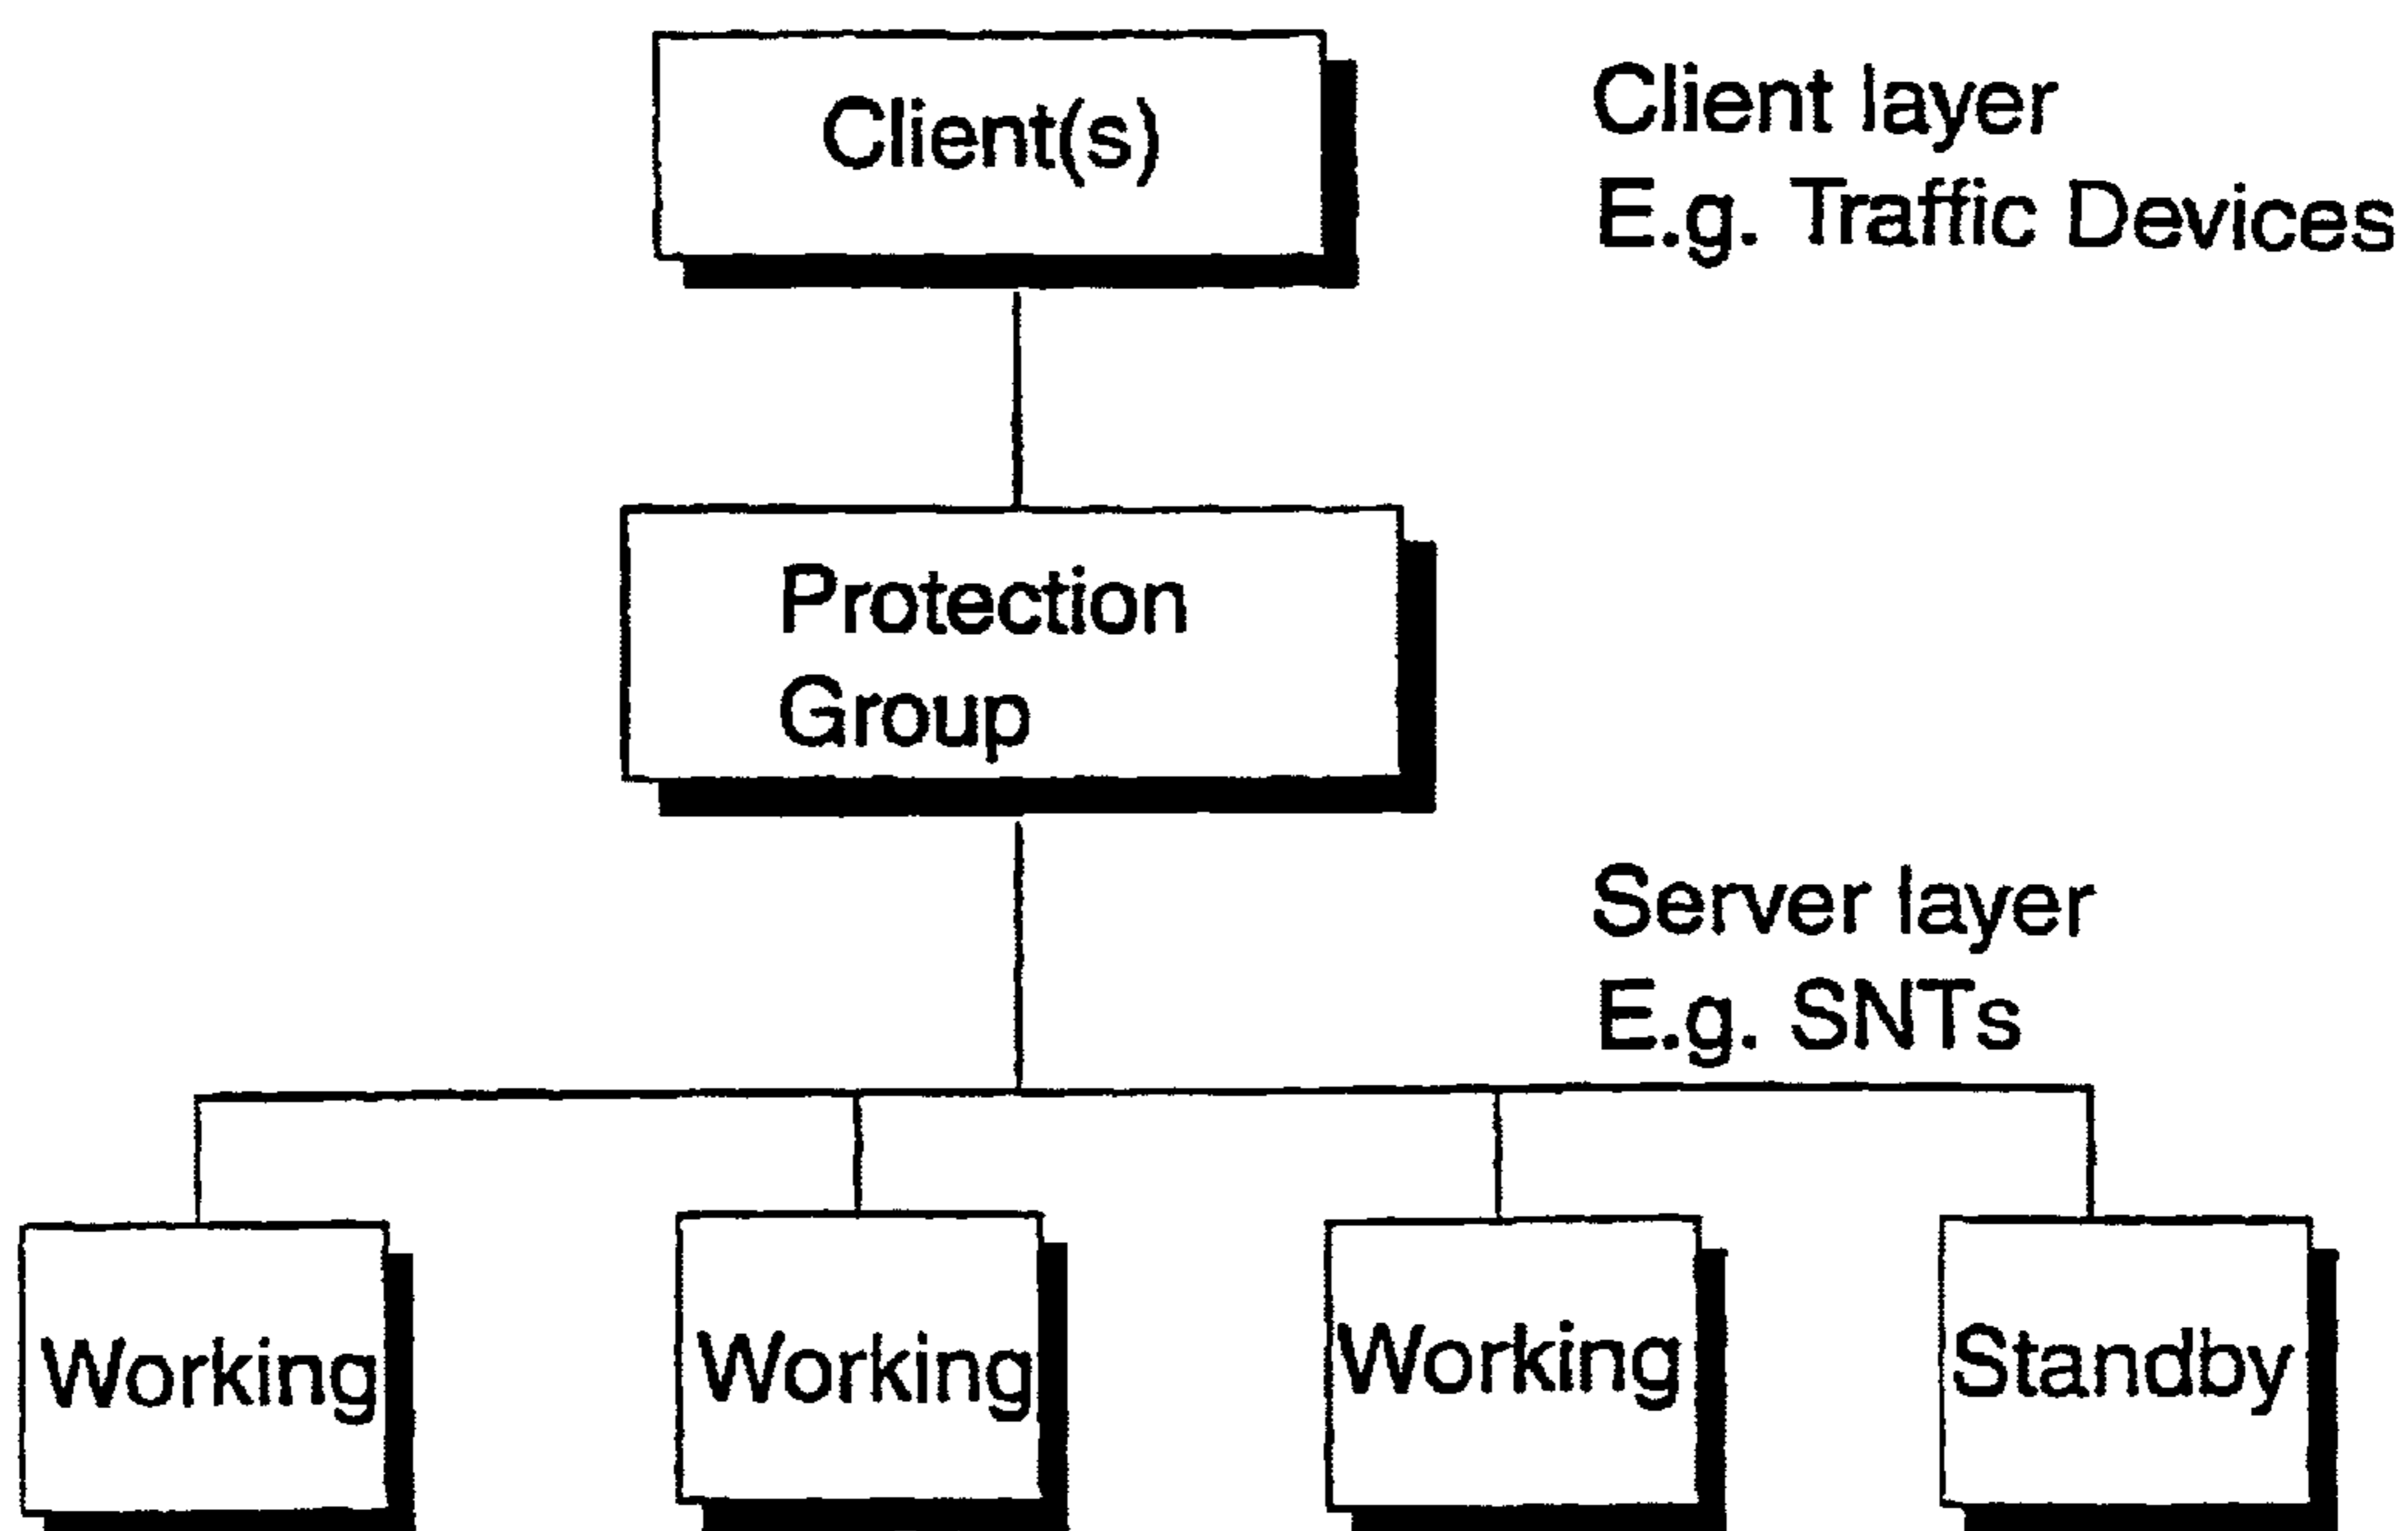 Client(s)
Client layer
E.g. Traffic Devices
Protection
Group
Server layer
E.g. SNTs
Working
Working
Working
Standby